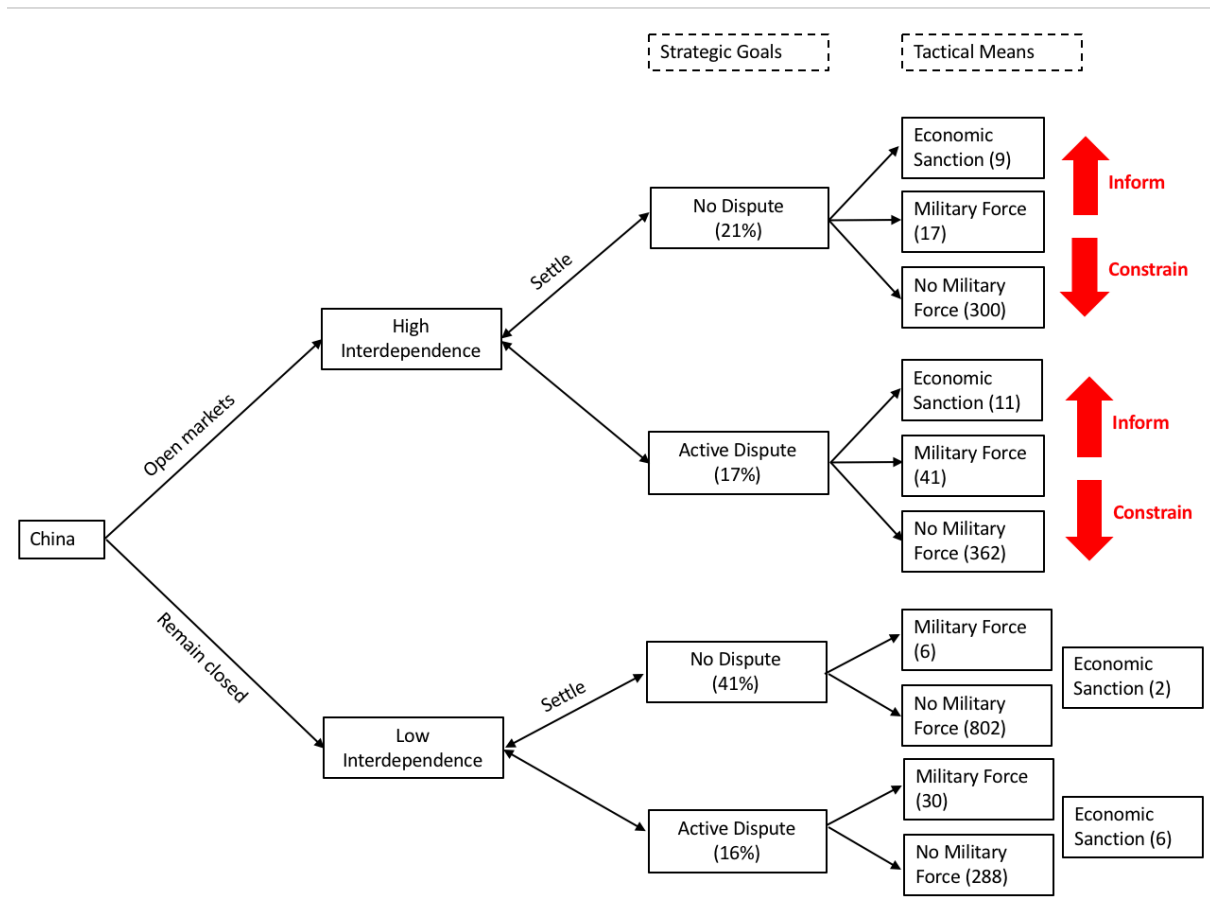 Strategic Goals
Tactical Means
Economic
Sanction (9)
Inform
Military Force
(17)
No Dispute
(21%)
Settle
Constrain
No Military
Force (300)
High
Interdependence
Economic
Sanction (11)
Inform
Open markets
Active Dispute
(17%)
Military Force
(41)
Constrain
No Military
Force (362)
China
Remain closed
Military Force
(6)
No Dispute
(41%)
Economic
Sanction (2)
Settle
No Military
Force (802)
Low
Interdependence
Military Force
(30)
Active Dispute
(16%)
Economic
Sanction (6)
No Military
Force (288)